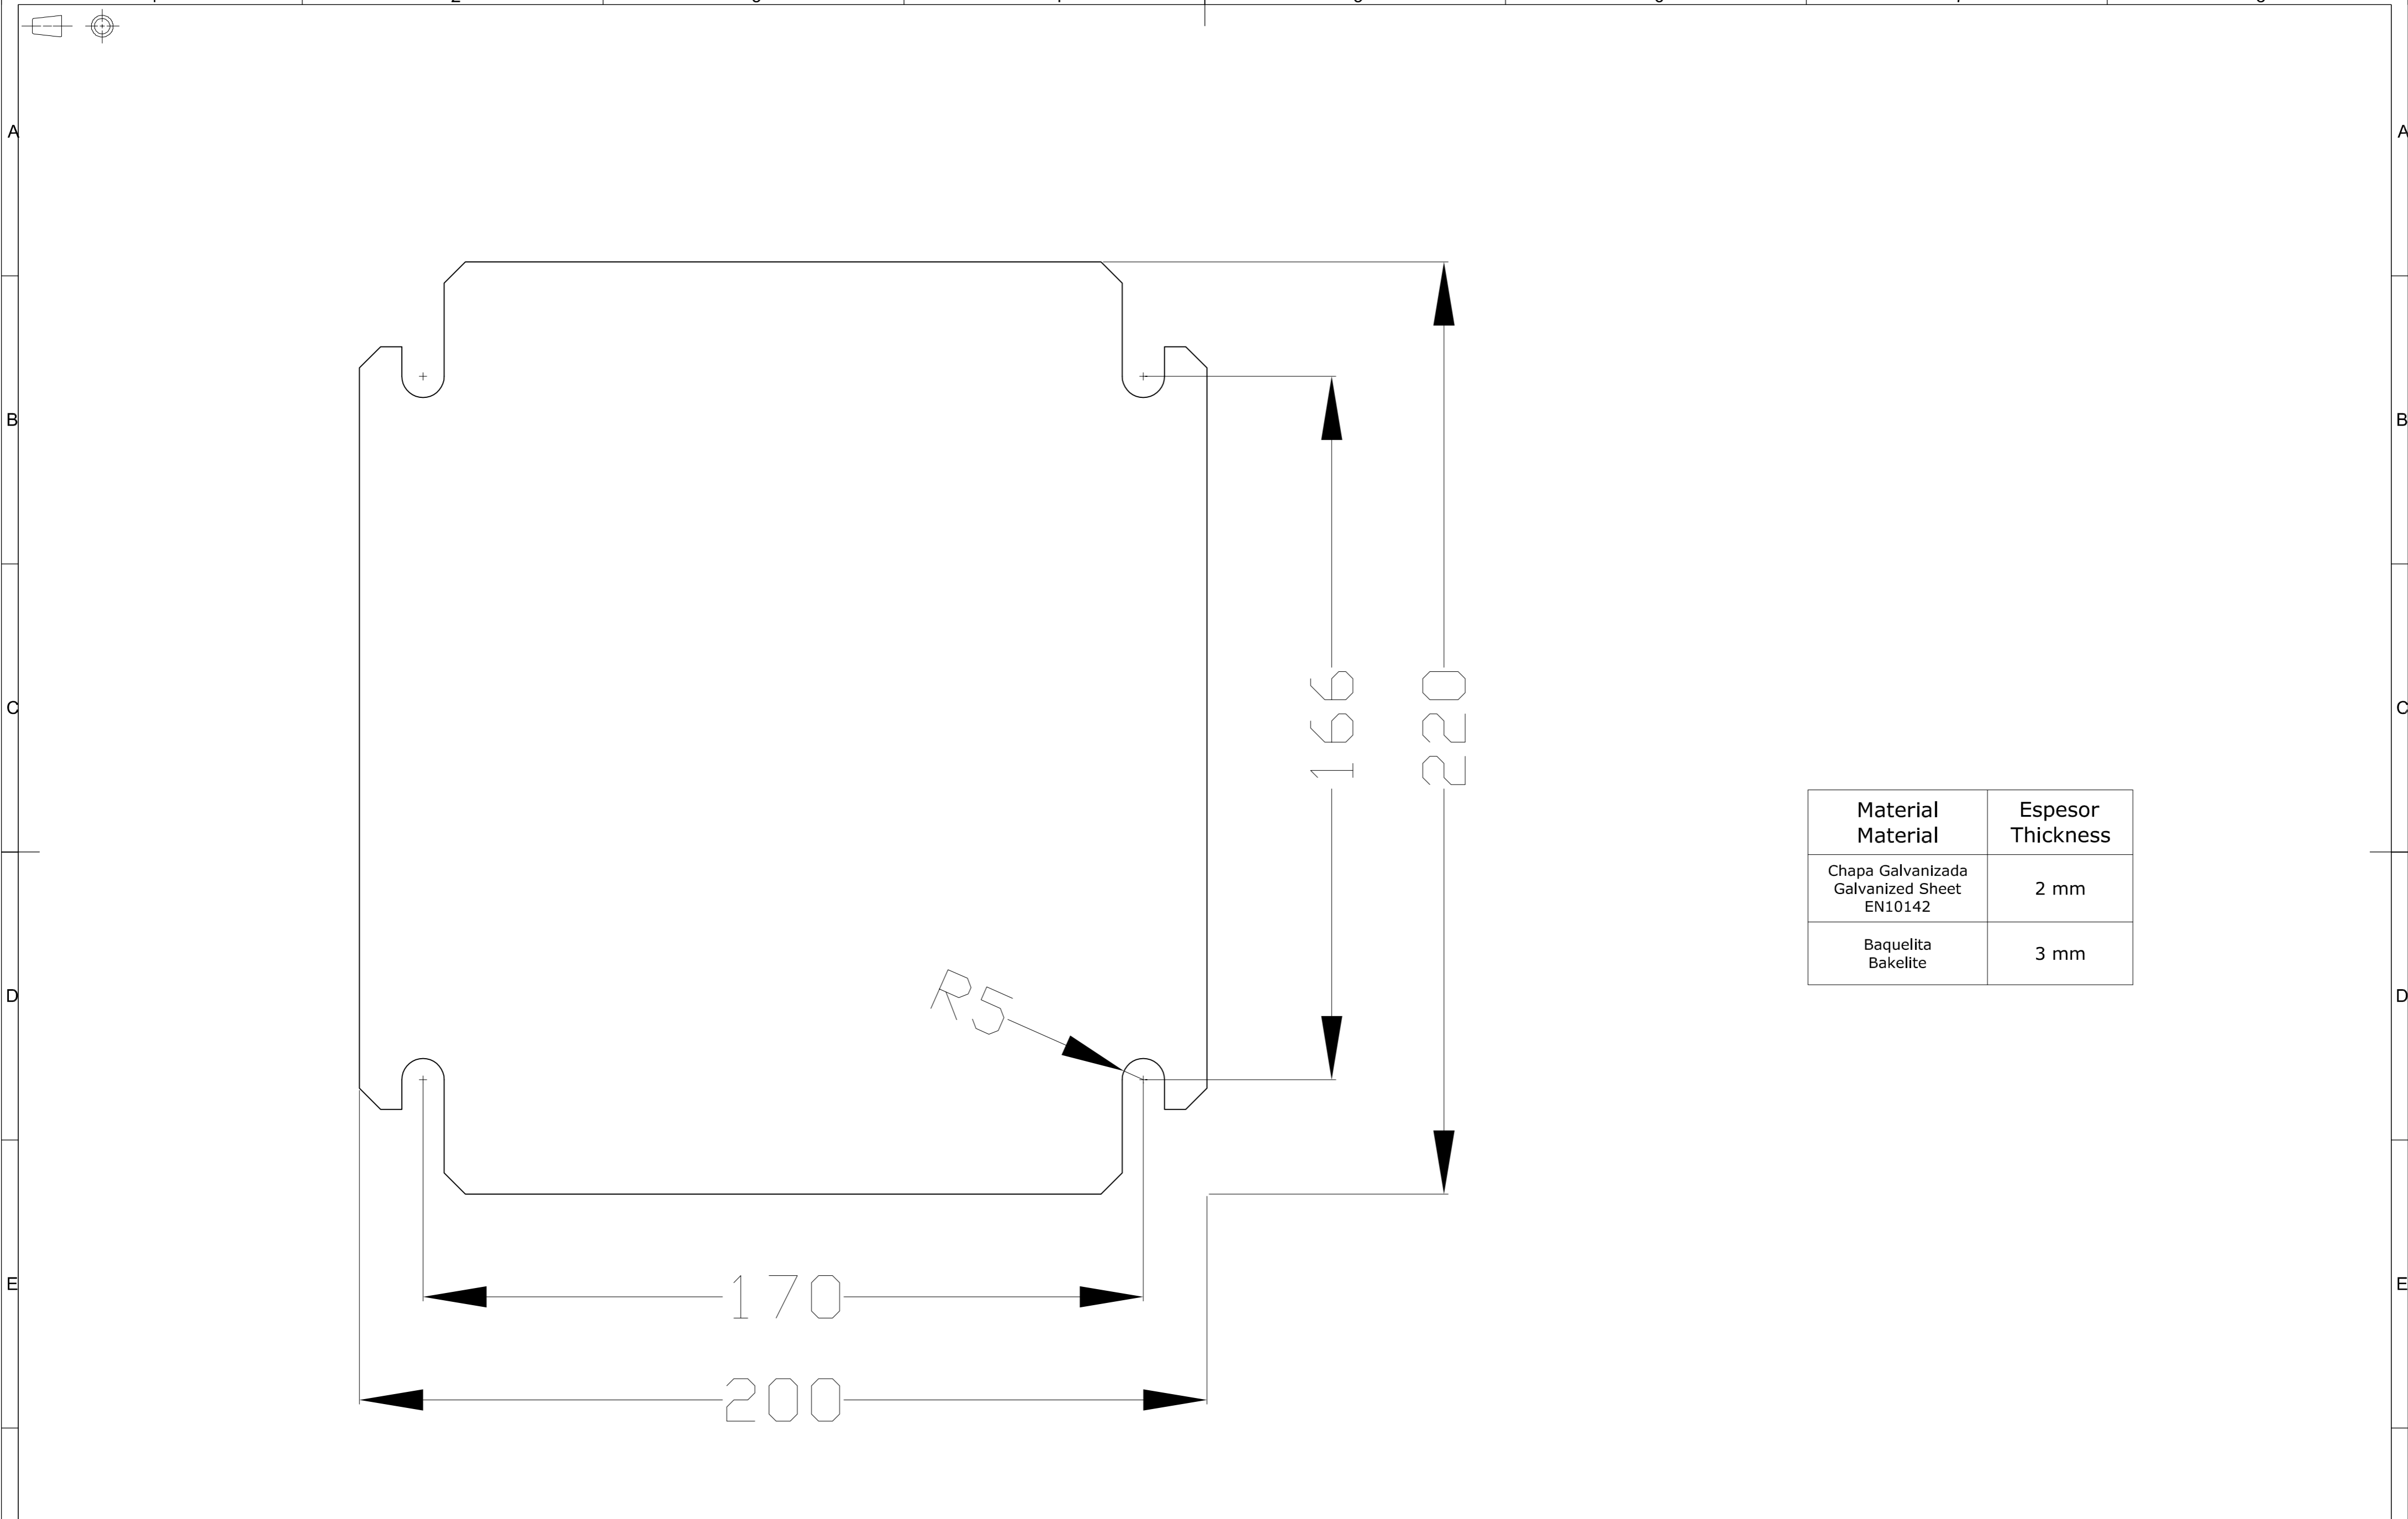 A
A
B
B
166
220
C
C
Material
Material
Espesor
Thickness
Chapa Galvanizada
Galvanized Sheet
EN10142
2 mm
Baquelita
Bakelite
3 mm
R5
D
D
170
E
E
200